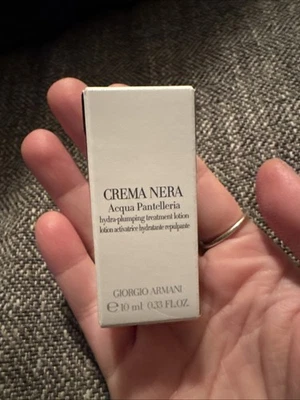 CREMA NERA
Acqua Pantelleria
hydra-plumping treatment lotion
lotion activatrice hydratante repulpante
GIORGIO ARMANI
℮ 10 ml 0.33 FL.OZ.